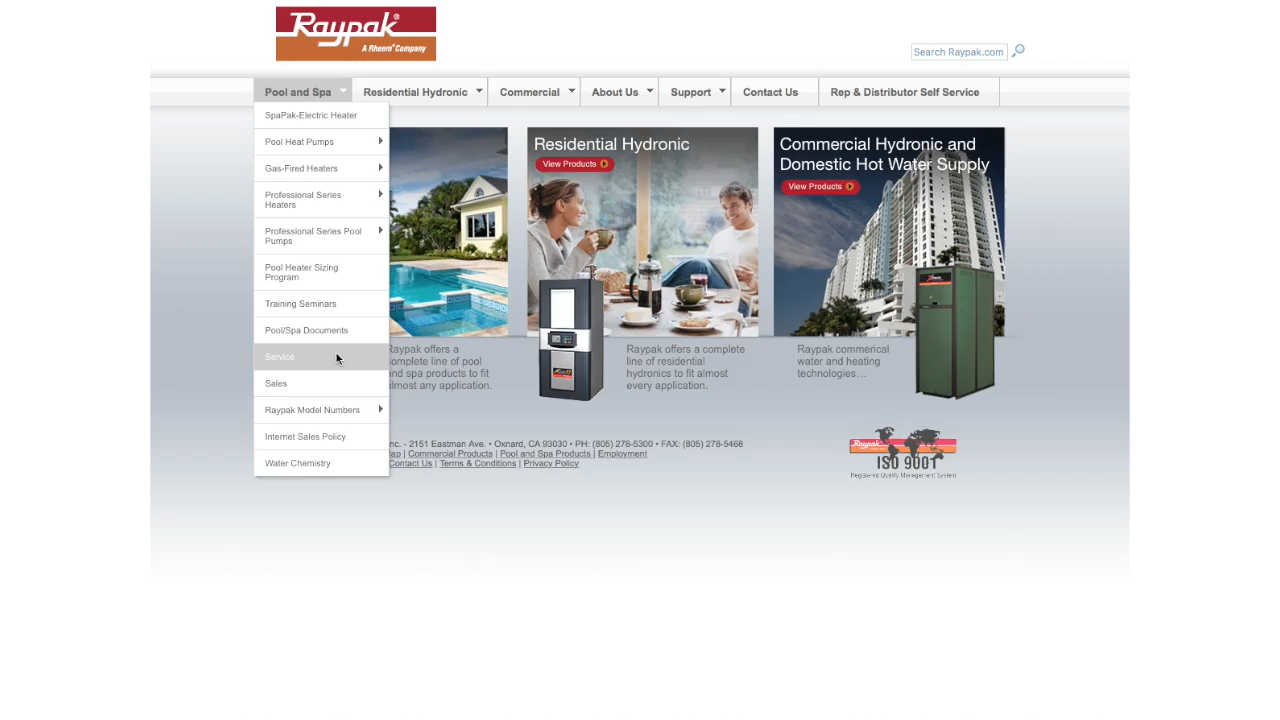 Raypak®
A Rheem® Company
Search Raypak.com
Pool and Spa
Residential Hydronic
Commercial
About Us
Support
Contact Us
Rep & Distributor Self Service
SpaPak-Electric Heater
Pool Heat Pumps
Gas-Fired Heaters
Professional Series
Heaters
Professional Series Pool
Pumps
Pool Heater Sizing
Program
Training Seminars
Pool/Spa Documents
Service
Sales
Raypak Model Numbers
Internet Sales Policy
Water Chemistry
Raypak offers a
complete line of pool
and spa products to fit
almost any application.
Residential Hydronic
View Products
Raypak offers a complete
line of residential
hydronics to fit almost
every application.
Commercial Hydronic and
Domestic Hot Water Supply
View Products
Raypak commerical
water and heating
technologies…
Inc. - 2151 Eastman Ave. • Oxnard, CA 93030 • PH: (805) 278-5300 • FAX: (805) 278-5468
| Commercial Products | Pool and Spa Products | Employment
Contact Us | Terms & Conditions | Privacy Policy
Raypak
ISO 9001
Registered Quality Management System